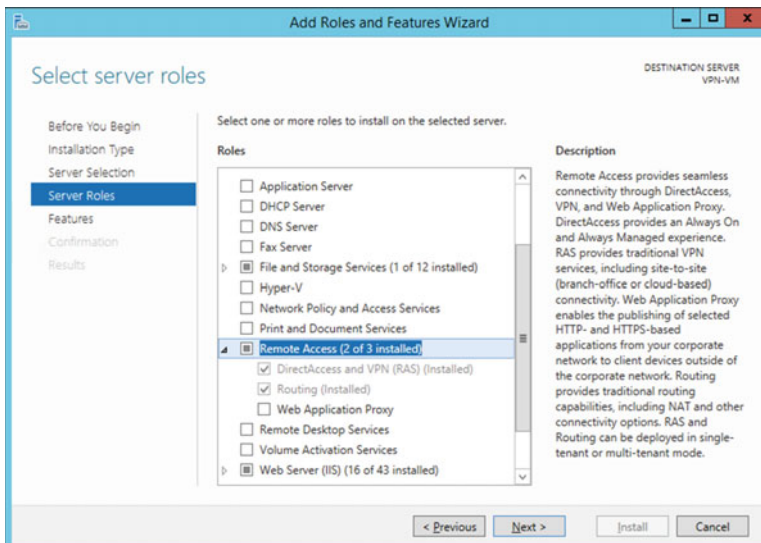 Add Roles and Features Wizard
Select server roles
DESTINATION SERVER
VPN-VM
Before You Begin
Installation Type
Server Selection
Server Roles
Features
Confirmation
Results
Select one or more roles to install on the selected server.
Roles
Application Server
DHCP Server
DNS Server
Fax Server
File and Storage Services (1 of 12 installed)
Hyper-V
Network Policy and Access Services
Print and Document Services
Remote Access (2 of 3 installed)
DirectAccess and VPN (RAS) (Installed)
Routing (Installed)
Web Application Proxy
Remote Desktop Services
Volume Activation Services
Web Server (IIS) (16 of 43 installed)
Description
Remote Access provides seamless
connectivity through DirectAccess,
VPN, and Web Application Proxy.
DirectAccess provides an Always On
and Always Managed experience.
RAS provides traditional VPN
services, including site-to-site
(branch-office or cloud-based)
connectivity. Web Application Proxy
enables the publishing of selected
HTTP- and HTTPS-based
applications from your corporate
network to client devices outside of
the corporate network. Routing
provides traditional routing
capabilities, including NAT and other
connectivity options. RAS and
Routing can be deployed in single-
tenant or multi-tenant mode.
< Previous
Next >
Install
Cancel